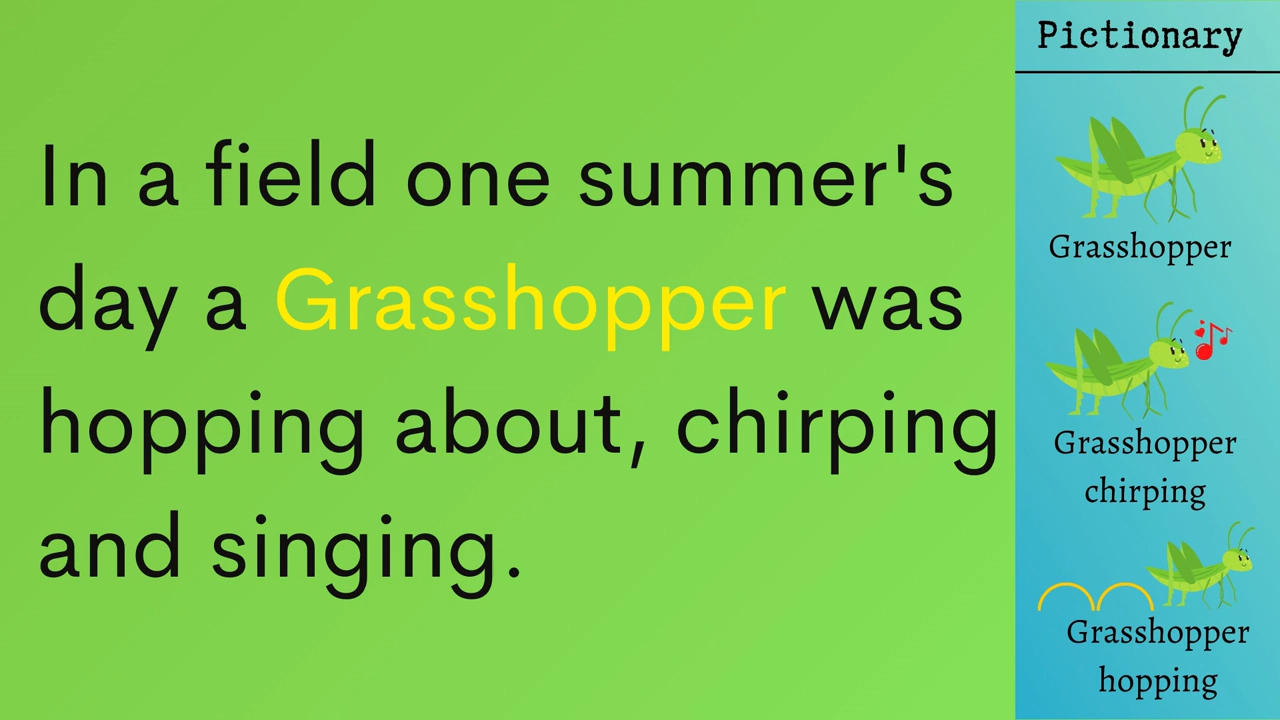 In a field one summer's
day a Grasshopper was
hopping about, chirping
and singing.
Pictionary
Grasshopper
Grasshopper
chirping
Grasshopper
hopping